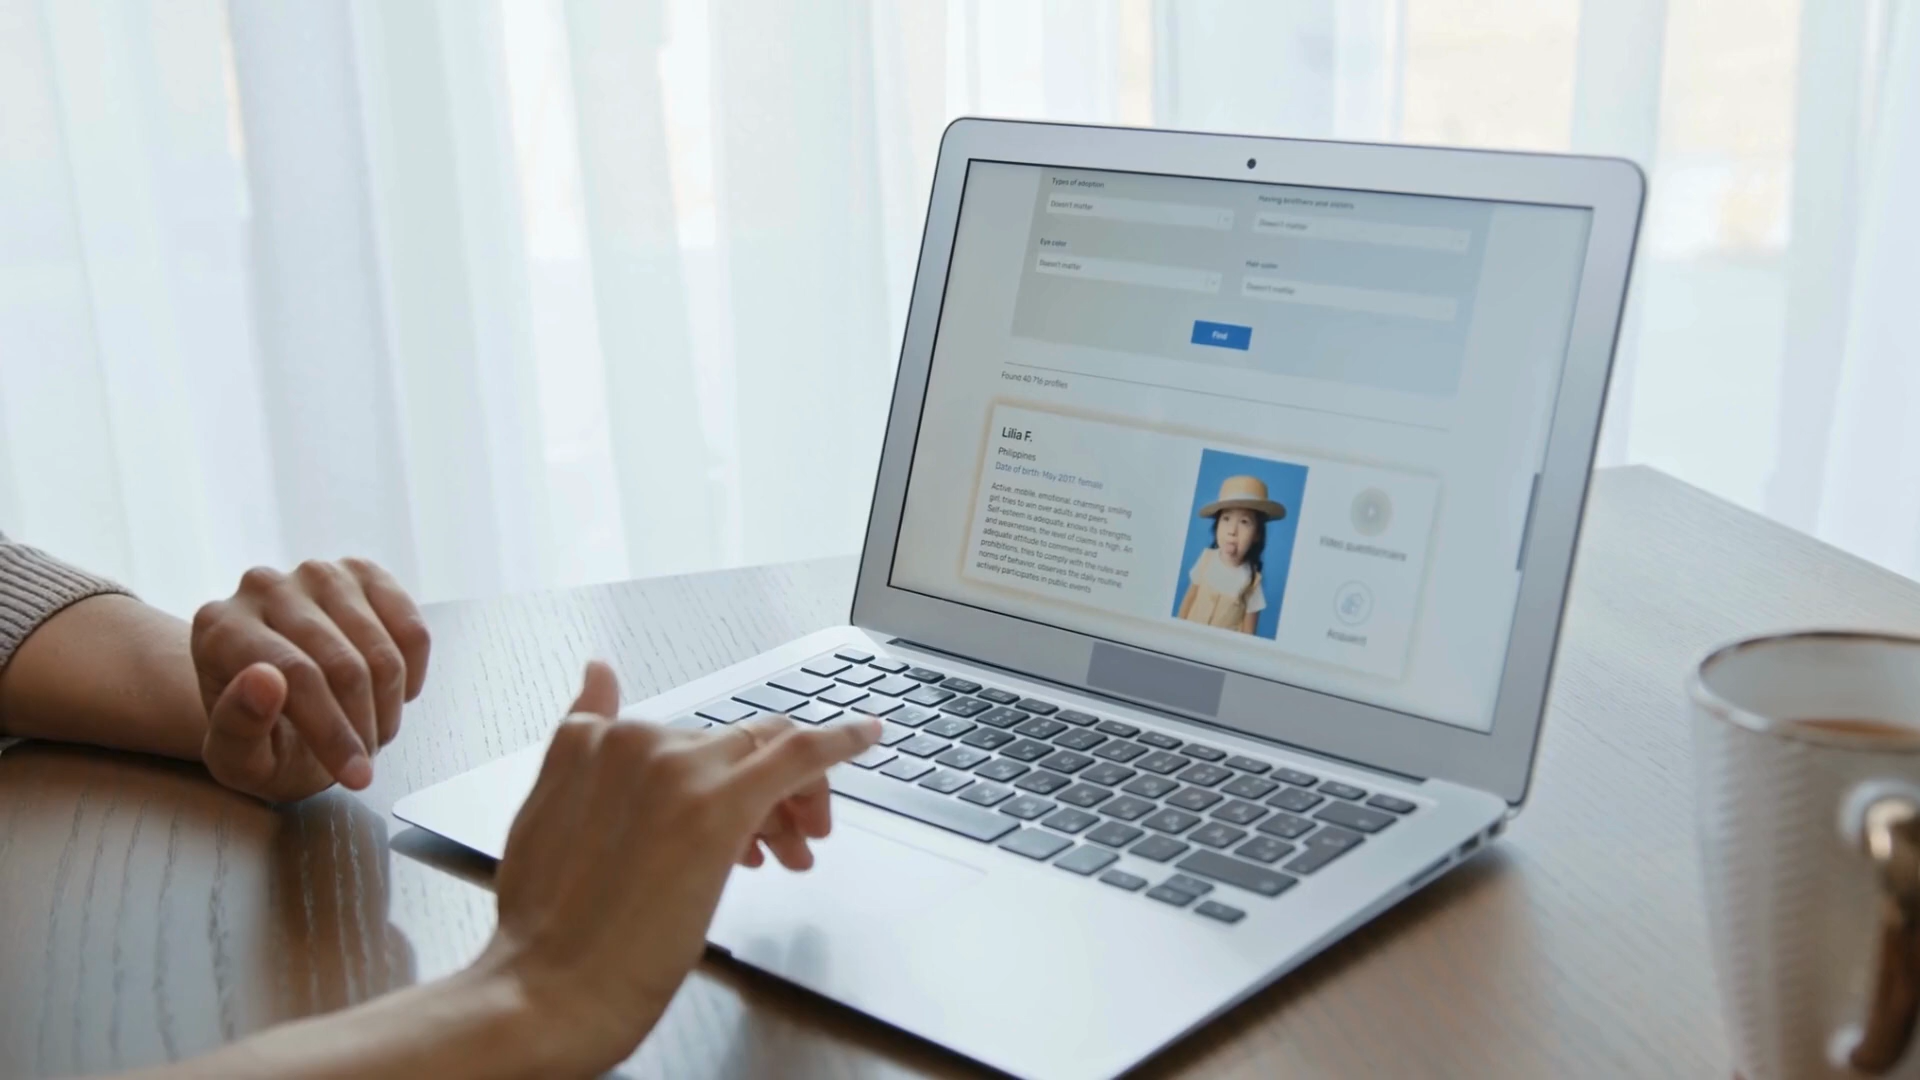 Types of adoption
Having brothers and sisters
Doesn't matter
Doesn't matter
Eye color
Hair color
Doesn't matter
Doesn't matter
Find
Found 40 716 profiles
Lilia F.
Philippines
Date of birth: May 2017, female
Active, mobile, emotional, charming, smiling
girl, tries to win over adults and peers.
Self-esteem is adequate, knows its strengths
and weaknesses, the level of claims is high. An
adequate attitude to comments and
prohibitions, tries to comply with the rules and
norms of behavior, observes the daily routine,
actively participates in public events
Video questionnaire